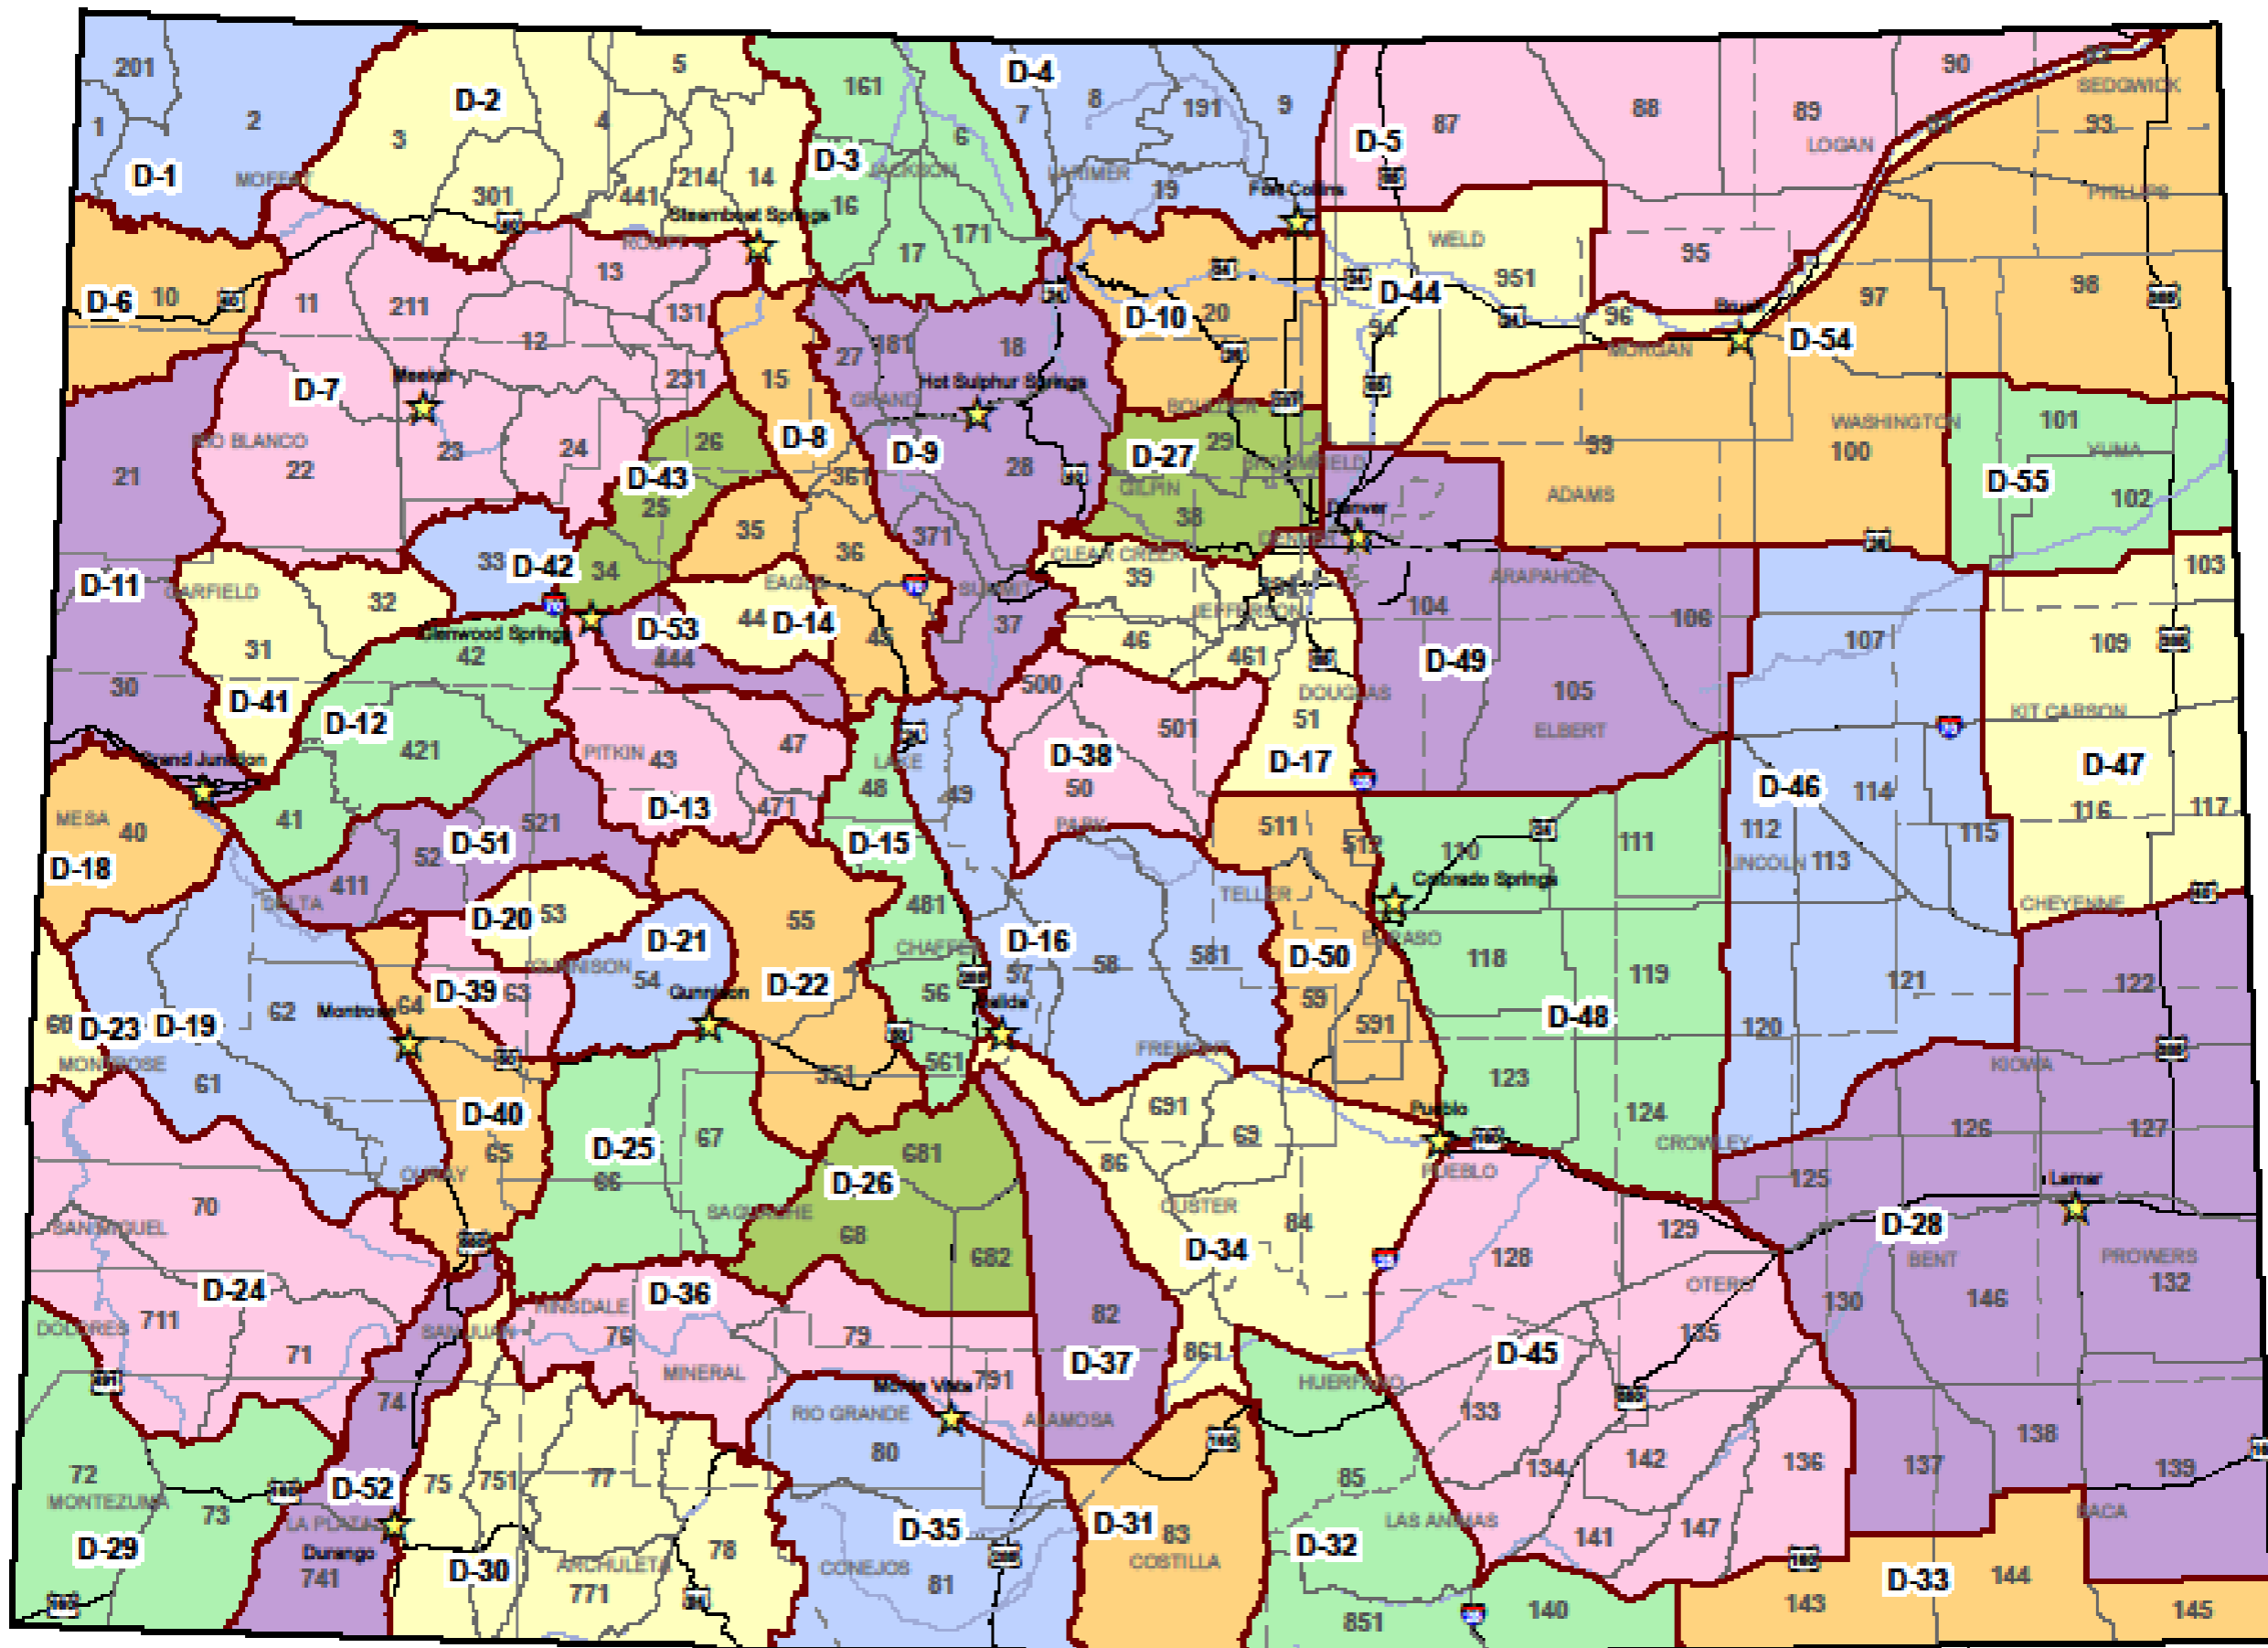 201
5
D-4
90
92
SEDGWICK
D-2
161
8
191
9
88
89
87
93
1
2
3
4
7
6
D-5
LOGAN
D-1
MOFFAT
301
441
214
14
D-3
JACKSON
16
LARIMER
19
Fort Collins
PHILLIPS
Steamboat Springs
ROUTT
17
171
WELD
95
951
D-6
10
11
211
13
131
D-10
20
D-44
94
96
Brush
97
98
D-54
MORGAN
12
27
181
18
D-7
Meeker
231
15
Hot Sulphur Springs
GRAND
BOULDER
WASHINGTON
101
RIO BLANCO
22
23
24
26
D-8
D-9
28
D-27
29
BROOMFIELD
99
100
YUMA
21
D-43
361
GILPIN
ADAMS
D-55
102
25
35
38
Denver
33
D-42
34
36
371
CLEAR CREEK
DENVER
39
ARAPAHOE
103
D-11
GARFIELD
32
EAGLE
SUMMIT
JEFFERSON
104
106
Glenwood Springs
D-53
44
D-14
45
37
46
461
107
109
31
42
444
D-49
30
D-41
500
DOUGLAS
105
D-12
421
PITKIN
43
47
LAKE
501
51
ELBERT
KIT CARSON
Grand Junction
D-38
D-17
D-47
MESA
40
41
D-13
471
48
49
50
D-46
114
116
117
PARK
511
512
110
111
112
115
D-18
52
D-51
521
D-15
LINCOLN
113
411
DELTA
D-20
53
55
481
TELLER
Colorado Springs
CHEYENNE
D-21
CHAFFEE
D-16
EL PASO
GUNNISON
54
57
58
581
D-50
118
119
121
122
D-39
63
Gunnison
D-22
56
59
D-23
D-19
62
Montrose
64
Salida
591
D-48
120
MONTROSE
61
551
561
FREMONT
123
KIOWA
D-40
691
Pueblo
124
67
69
CROWLEY
126
127
D-25
681
86
PUEBLO
OURAY
65
66
D-26
125
Lamar
70
SAN MIGUEL
SAGUACHE
68
CUSTER
84
129
D-28
D-34
128
BENT
PROWERS
682
132
D-24
HINSDALE
D-36
OTERO
711
82
130
146
DOLORES
SAN JUAN
76
79
135
71
MINERAL
D-37
861
D-45
791
HUERFANO
74
Monte Vista
RIO GRANDE
ALAMOSA
133
80
138
72
MONTEZUMA
75
751
77
85
134
142
136
137
139
73
D-52
LA PLATA
D-35
D-31
83
LAS ANIMAS
147
BACA
D-29
Durango
741
D-30
ARCHULETA
78
CONEJOS
COSTILLA
D-32
141
771
81
D-33
144
851
140
143
145